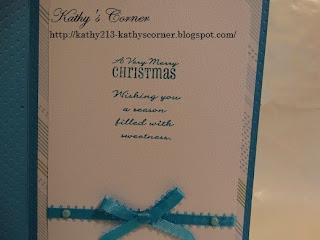 Kathy's Corner
http://kathy213-kathyscorner.blogspot.com/
A Very Merry
CHRISTMAS
Wishing you
a season
filled with
sweetness.